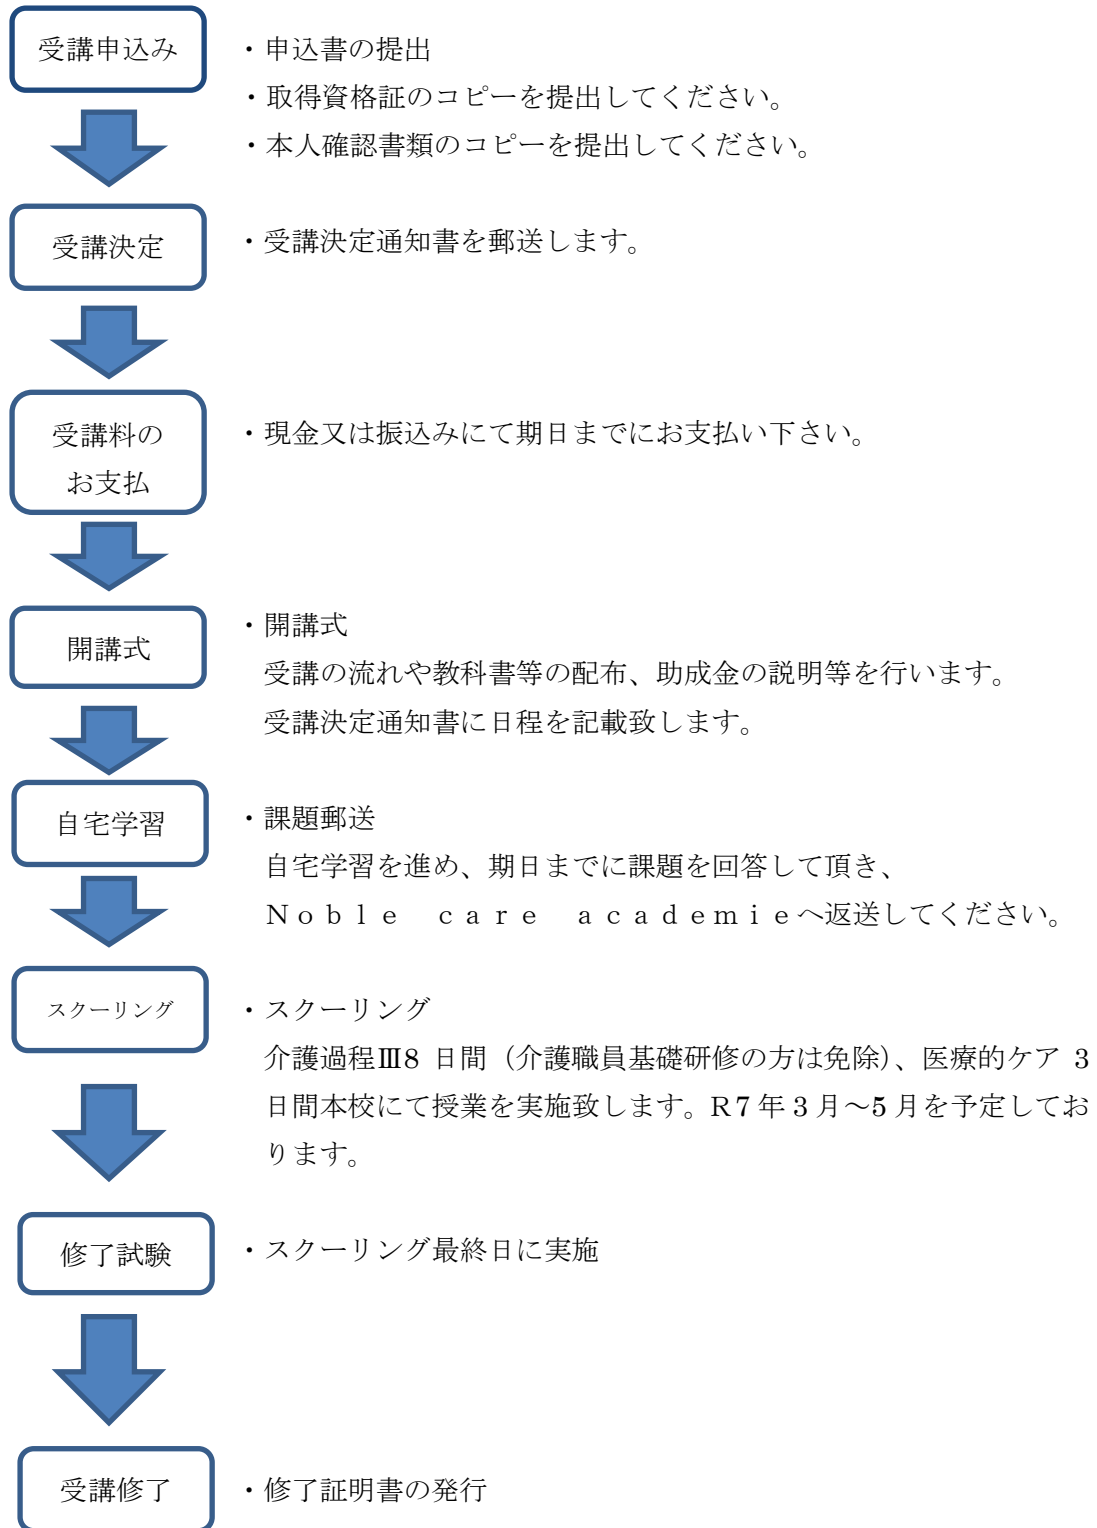 受講申込み
・申込書の提出
・取得資格証のコピーを提出してください。
・本人確認書類のコピーを提出してください。
受講決定
・受講決定通知書を郵送します。
受講料の
お支払
・現金又は振込みにて期日までにお支払い下さい。
開講式
・開講式
受講の流れや教科書等の配布、助成金の説明等を行います。
受講決定通知書に日程を記載致します。
自宅学習
・課題郵送
自宅学習を進め、期日までに課題を回答して頂き、
Ｎｏｂｌｅ　ｃａｒｅ　ａｃａｄｅｍｉｅへ返送してください。
スクーリング
・スクーリング
介護過程Ⅲ8 日間（介護職員基礎研修の方は免除）、医療的ケア 3
日間本校にて授業を実施致します。R7 年 3 月～5 月を予定してお
ります。
修了試験
・スクーリング最終日に実施
受講修了
・修了証明書の発行